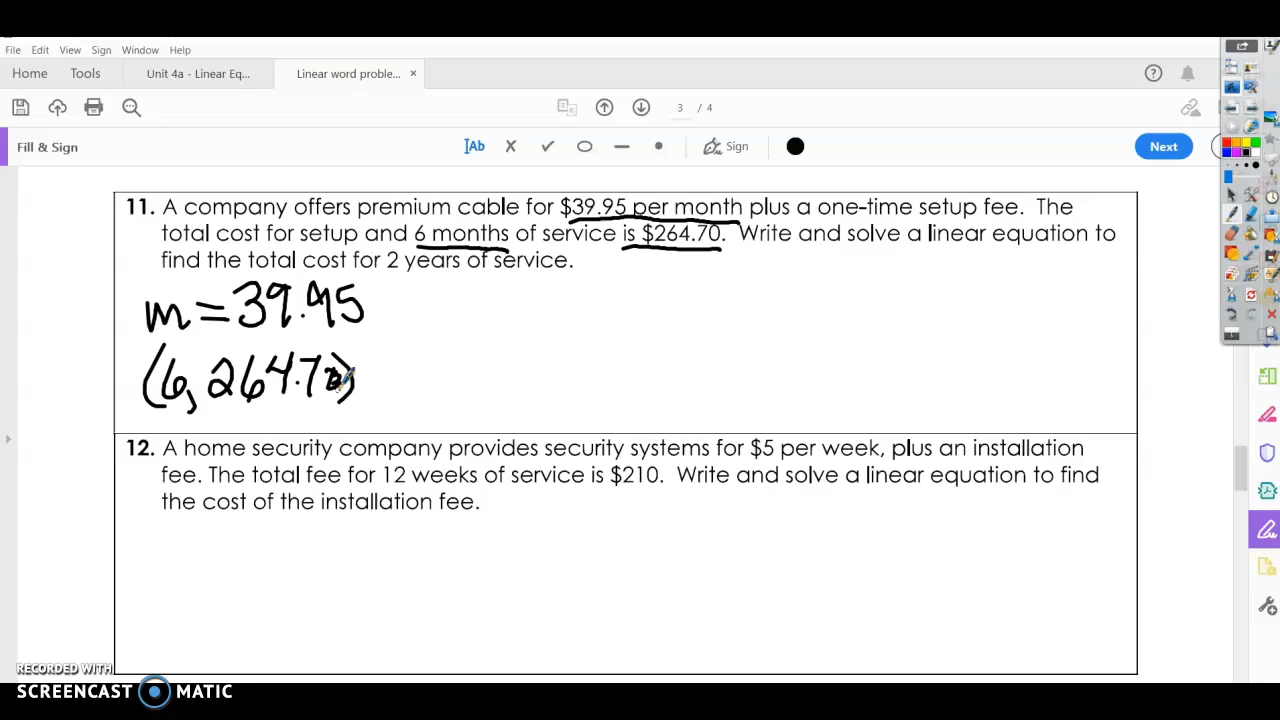 File Edit View Sign Window Help
Home Tools Unit 4a - Linear Eq... Linear word proble... ×
3 / 4
Fill & Sign Ab Sign Next
11. A company offers premium cable for $39.95 per month plus a one-time setup fee. The
total cost for setup and 6 months of service is $264.70. Write and solve a linear equation to
find the total cost for 2 years of service.
m = 39.95
(6, 264.70)
12. A home security company provides security systems for $5 per week, plus an installation
fee. The total fee for 12 weeks of service is $210. Write and solve a linear equation to find
the cost of the installation fee.
RECORDED WITH
SCREENCAST MATIC